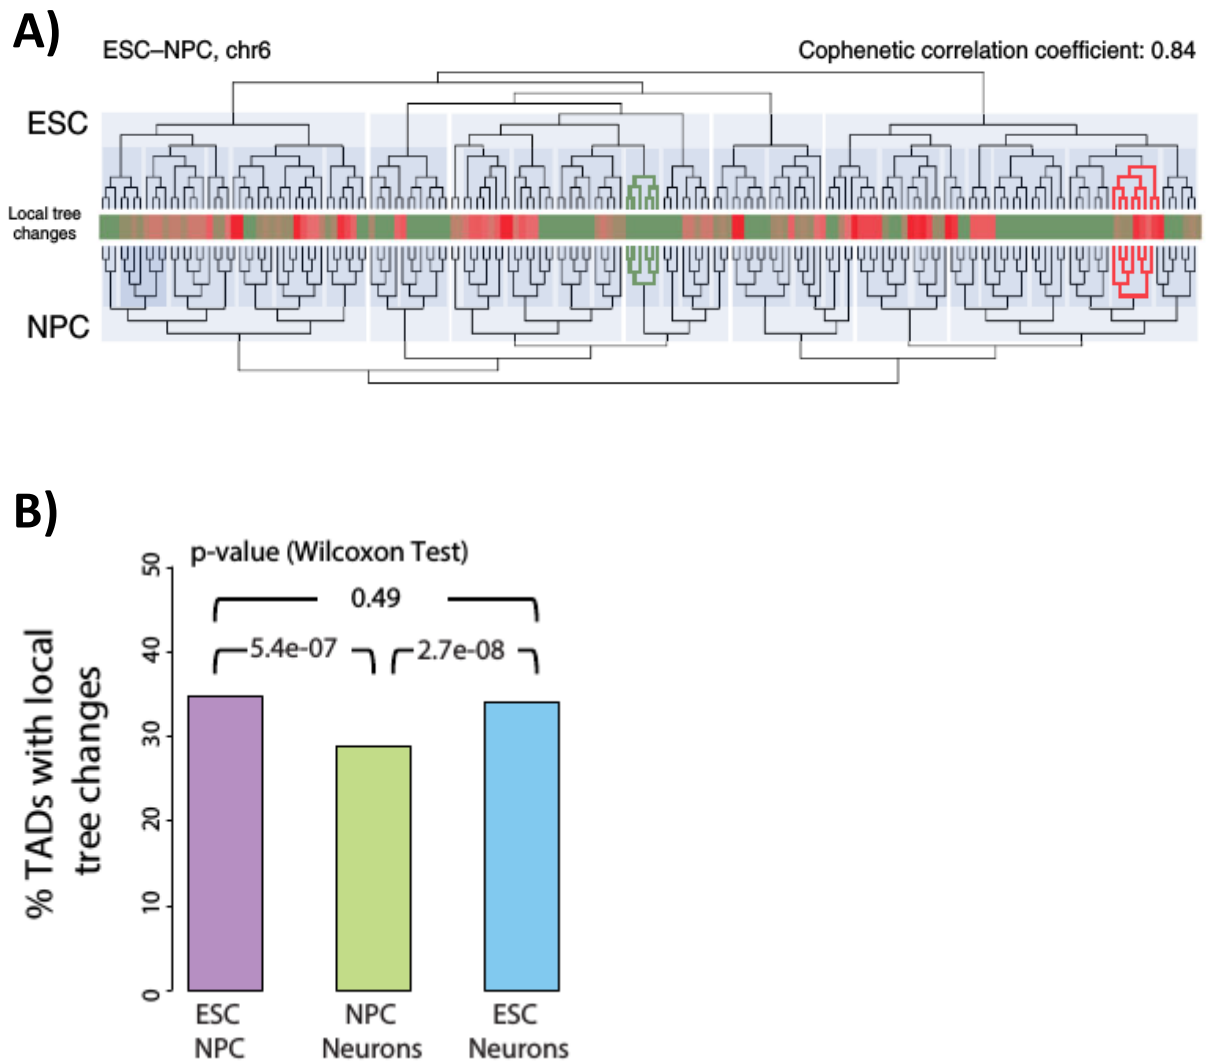 A)
ESC–NPC, chr6
Cophenetic correlation coefficient: 0.84
ESC
Local tree
changes
NPC
B)
p-value (Wilcoxon Test)
0.49
5.4e-07
2.7e-08
% TADs with local
tree changes
50
40
30
20
10
0
ESC
NPC
NPC
Neurons
ESC
Neurons